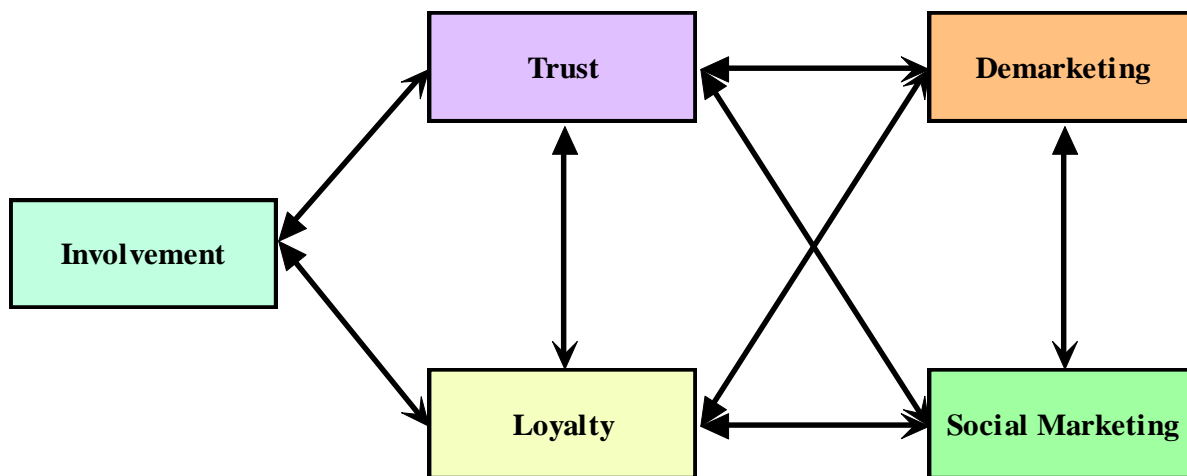 Trust
Demarketing
Involvement
Loyalty
Social Marketing